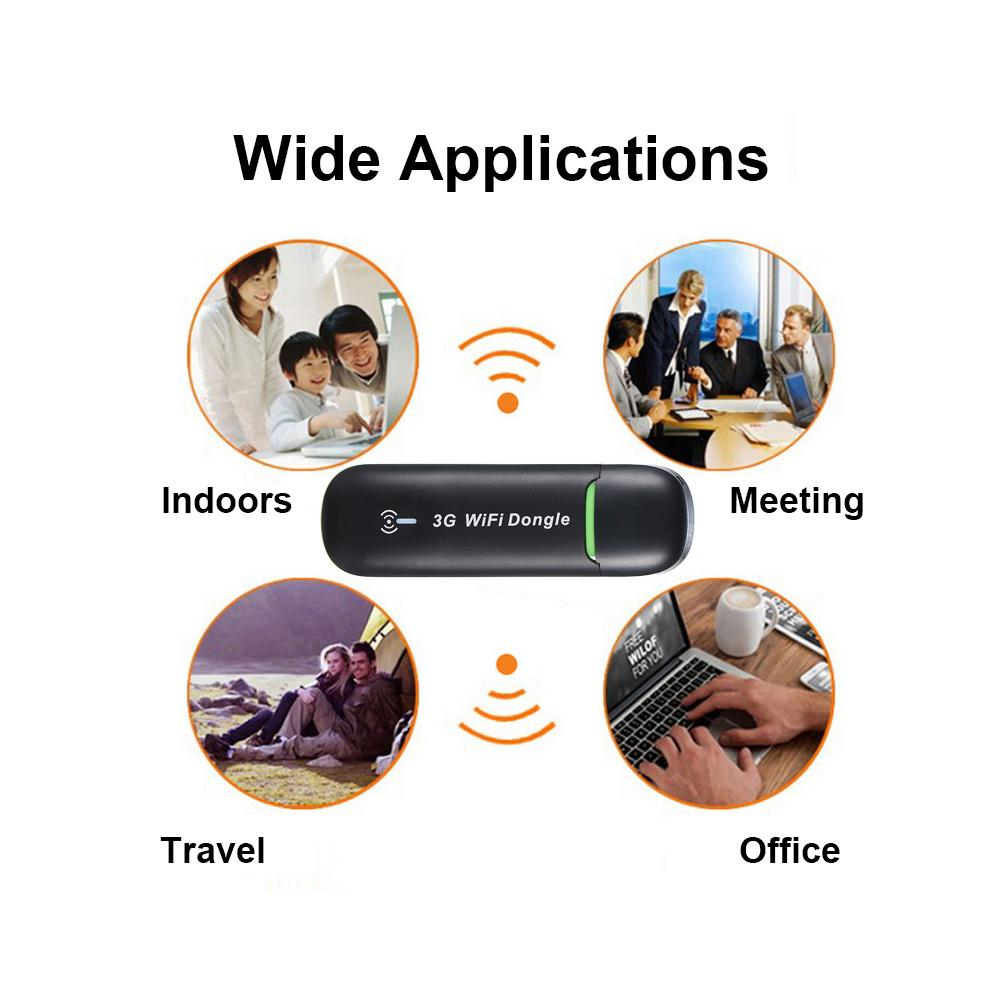 Wide Applications
Indoors
Meeting
3G WiFi Dongle
FREE
WILOF
FOR YOU
Travel
Office